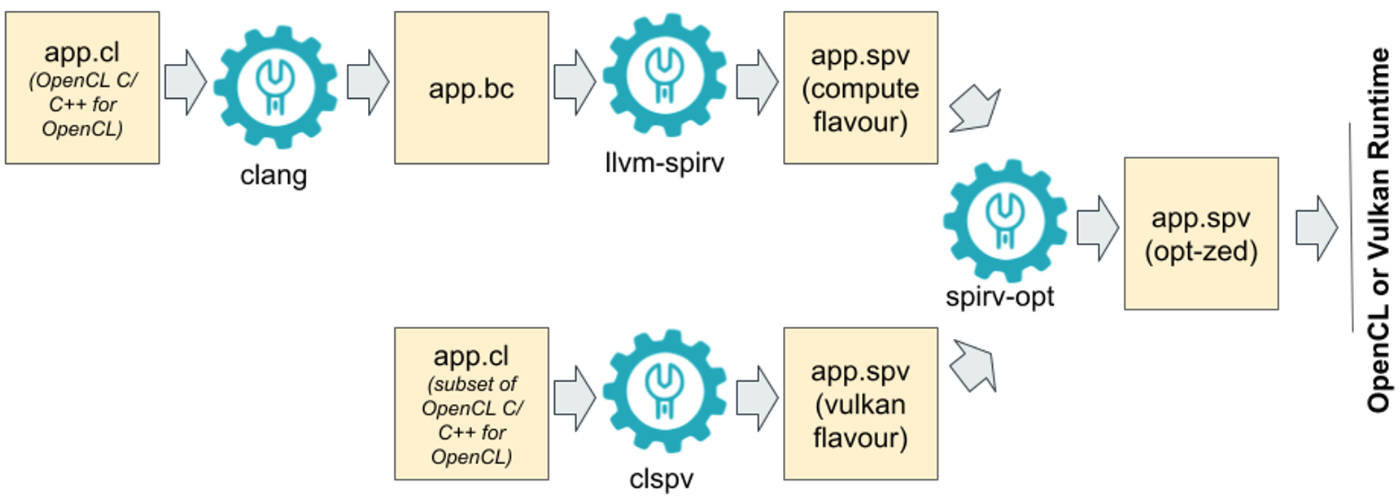 app.cl
(OpenCL C/
C++ for
OpenCL)
clang
app.bc
llvm-spirv
app.spv
(compute
flavour)
app.cl
(subset of
OpenCL C/
C++ for
OpenCL)
clspv
app.spv
(vulkan
flavour)
spirv-opt
app.spv
(opt-zed)
OpenCL or Vulkan Runtime